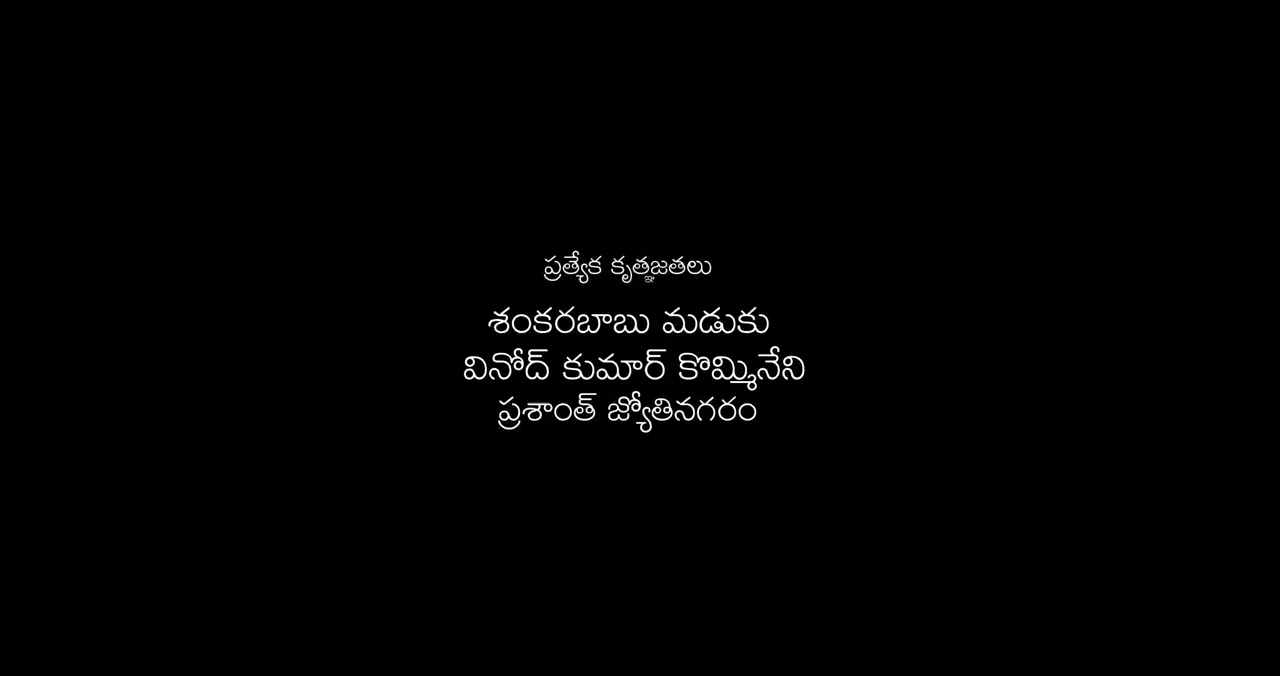 ప్రత్యేక కృతజ్ఞతలు
శంకరబాబు మడుకు
వినోద్ కుమార్ కొమ్మినేని
ప్రశాంత్ జ్యోతినగరం